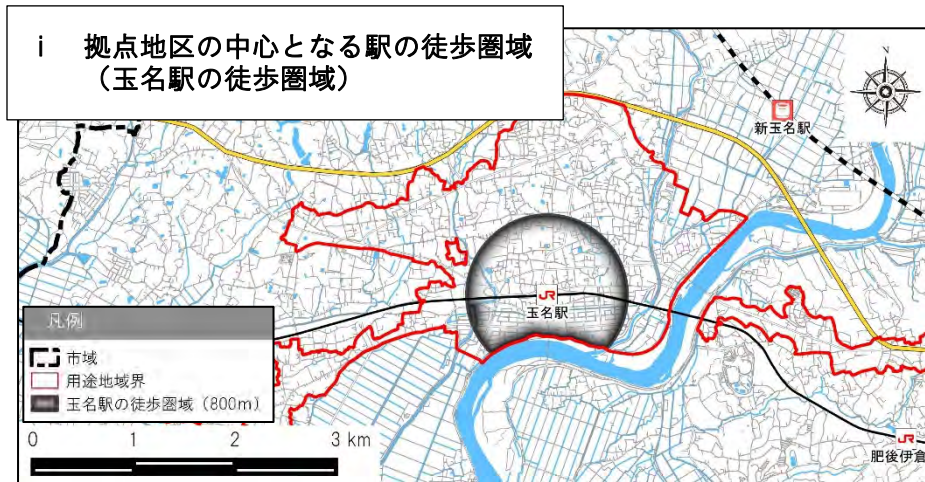 i 拠点地区の中心となる駅の徒歩圏域
（玉名駅の徒歩圏域）
N
新玉名駅
JR
玉名駅
凡例
市域
用途地域界
玉名駅の徒歩圏域（800m）
0 1 2 3 km
JR
肥後伊倉